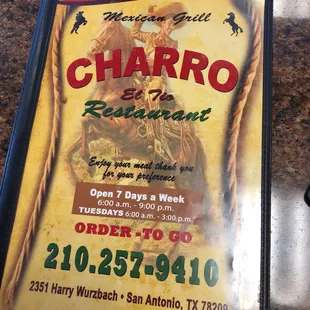 Mexican Grill
CHARRO
El Tio
Restaurant
Enjoy your meal thank you
for your preference
Open 7 Days a Week
6:00 a.m. - 9:00 p.m.
TUESDAYS 6:00 a.m. - 3:00 p.m.
ORDER -TO GO
210.257-9410
2351 Harry Wurzbach • San Antonio, TX 78209